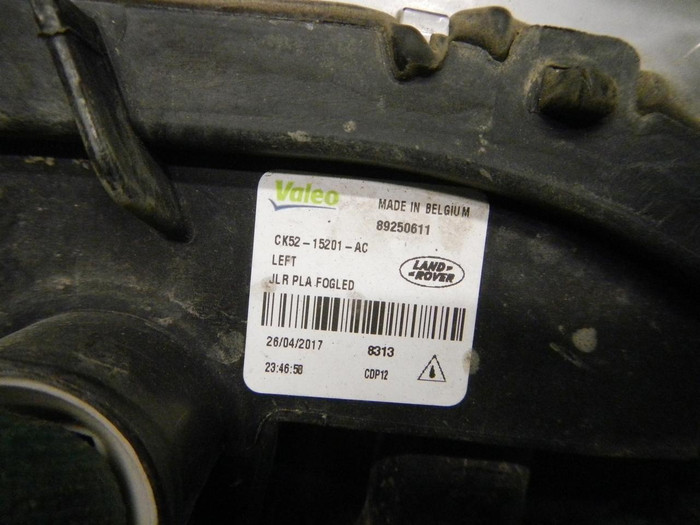 Valeo
MADE IN BELGIUM
89250611
CK52-15201-AC
LEFT
JLR PLA FOGLED
LAND-
-ROVER
26/04/2017 8313
23:46:58 COP12